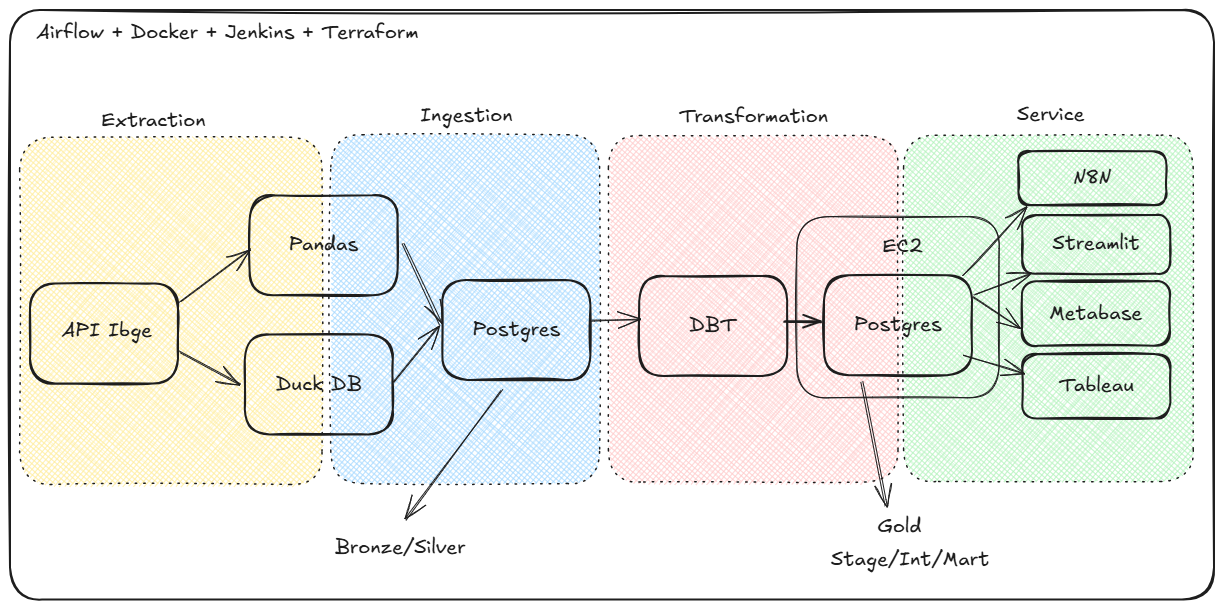 Airflow + Docker + Jenkins + Terraform
Extraction
Ingestion
Transformation
Service
API Ibge
Pandas
Duck DB
Postgres
Bronze/Silver
DBT
EC2
Postgres
Gold
Stage/Int/Mart
N8N
Streamlit
Metabase
Tableau